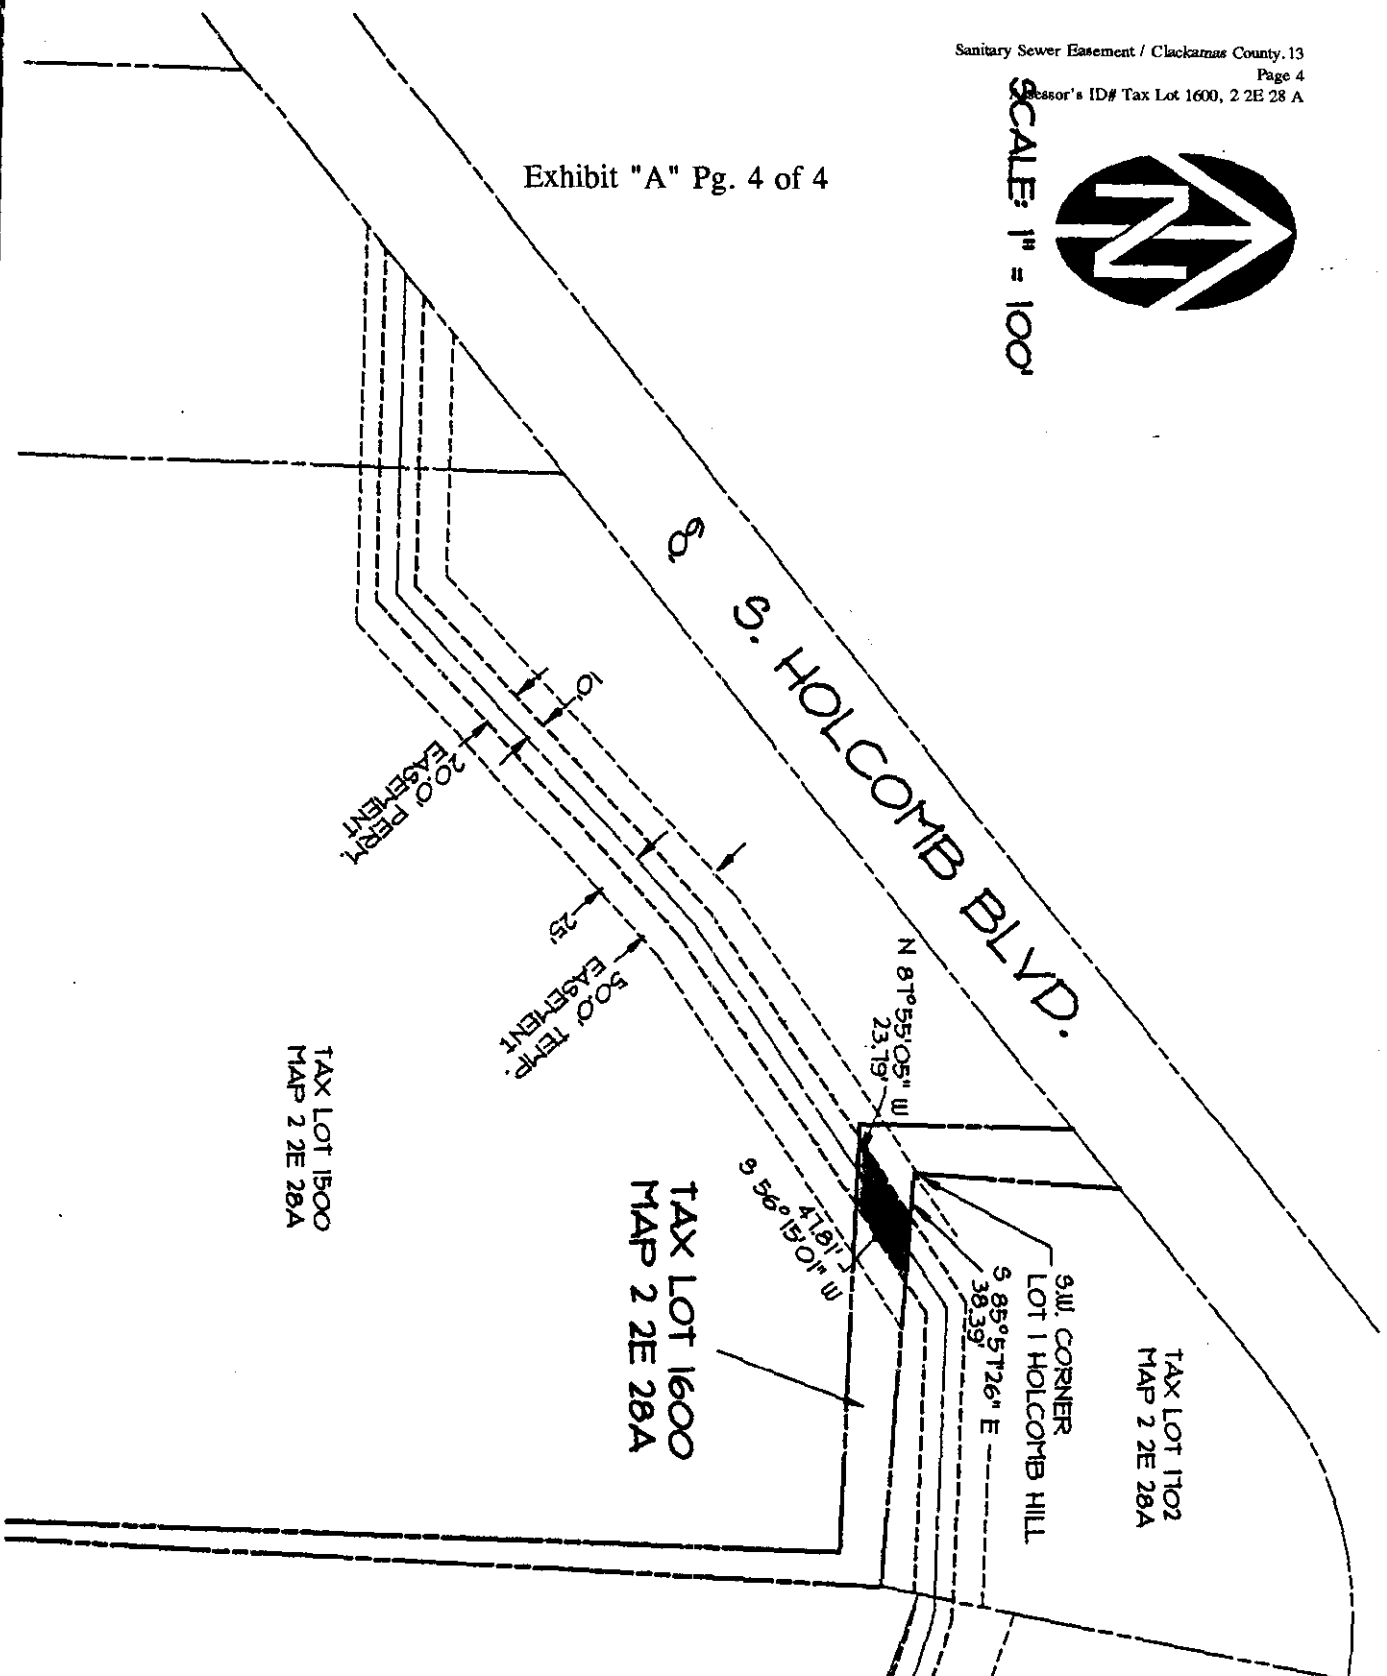 Sanitary Sewer Easement / Clackamas County.13
Page 4
Assessor's ID# Tax Lot 1600, 2 2E 28 A
Exhibit "A" Pg. 4 of 4
N
SCALE: 1" = 100'
60'
S. HOLCOMB BLVD.
10'
20.0' PERM.
EASEMENT
25'
50.0' TEMP.
EASEMENT
N 87°55'05" W
23.79'
47.81'
S 56°15'01" W
S.W. CORNER
LOT 1 HOLCOMB HILL
S 85°57'26" E
38.39'
TAX LOT 1702
MAP 2 2E 28A
TAX LOT 1600
MAP 2 2E 28A
TAX LOT 1500
MAP 2 2E 28A